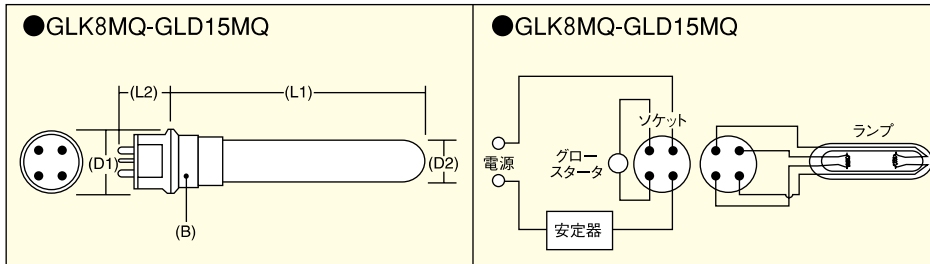 ●GLK8MQ-GLD15MQ
(L2)
(L1)
(D1)
(D2)
(B)
●GLK8MQ-GLD15MQ
ソケット
ランプ
電源
グロー
スタータ
安定器